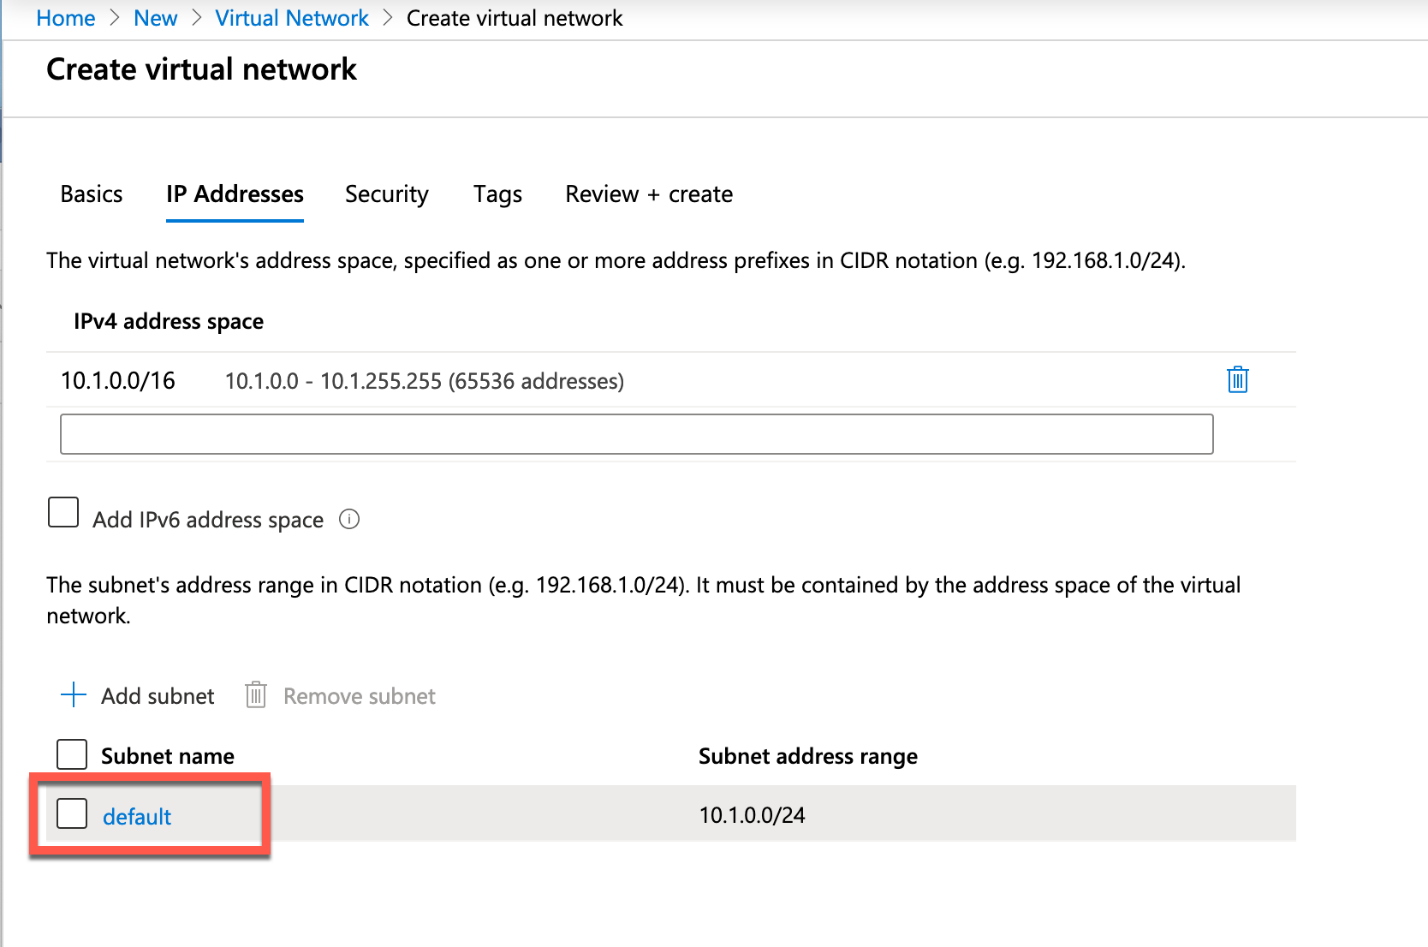 Home > New > Virtual Network > Create virtual network
Create virtual network
Basics IP Addresses Security Tags Review + create
The virtual network's address space, specified as one or more address prefixes in CIDR notation (e.g. 192.168.1.0/24).
IPv4 address space
10.1.0.0/16 10.1.0.0 - 10.1.255.255 (65536 addresses)
Add IPv6 address space
The subnet's address range in CIDR notation (e.g. 192.168.1.0/24). It must be contained by the address space of the virtual
network.
Add subnet Remove subnet
Subnet name Subnet address range
default 10.1.0.0/24